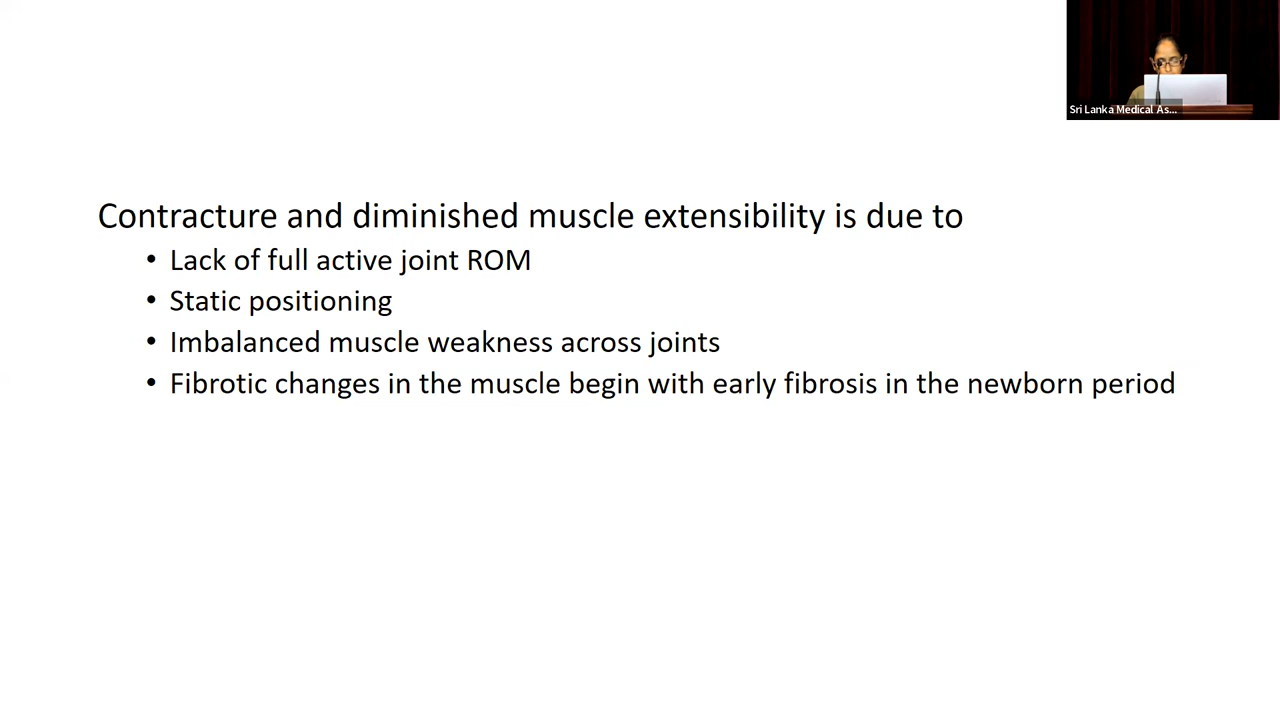 Sri Lanka Medical As...
Contracture and diminished muscle extensibility is due to
• Lack of full active joint ROM
• Static positioning
• Imbalanced muscle weakness across joints
• Fibrotic changes in the muscle begin with early fibrosis in the newborn period